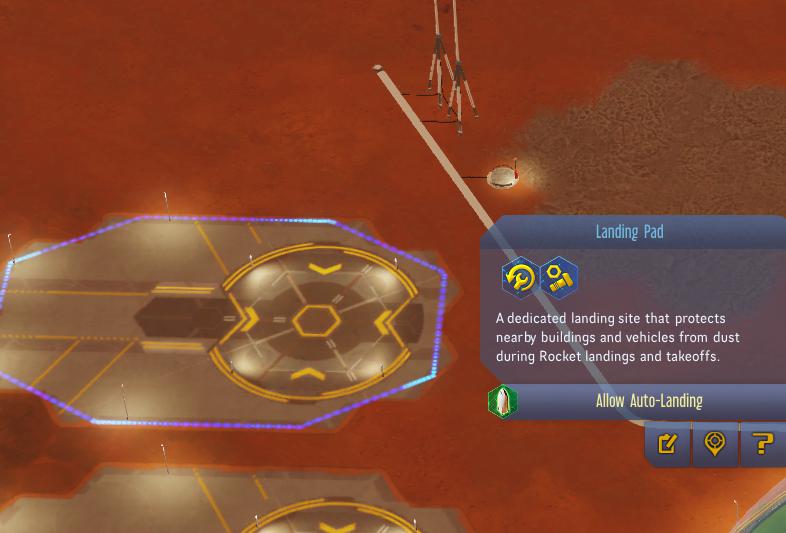 Landing Pad
A dedicated landing site that protects
nearby buildings and vehicles from dust
during Rocket landings and takeoffs.
Allow Auto-Landing
?